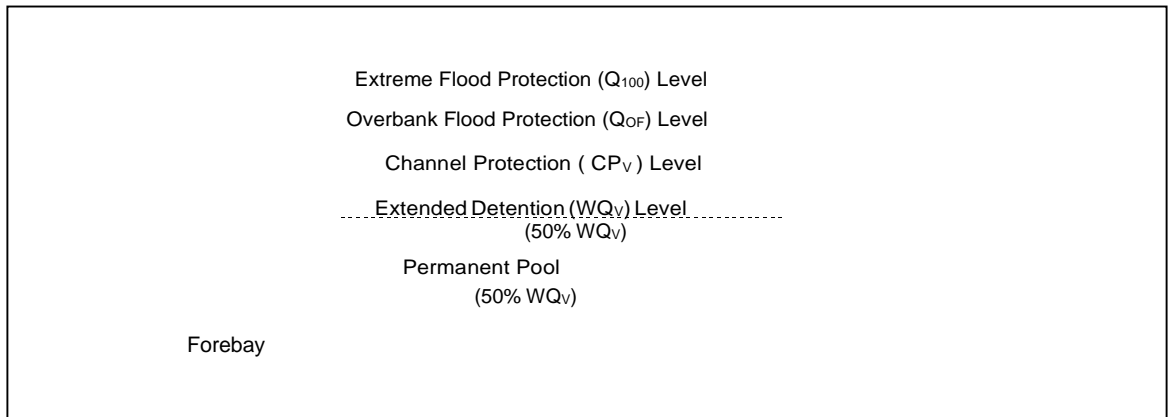 Extreme Flood Protection (Q100) Level
Overbank Flood Protection (QOF) Level
Channel Protection ( CPV ) Level
Extended Detention (WQV) Level
(50% WQV)
Permanent Pool
(50% WQV)
Forebay